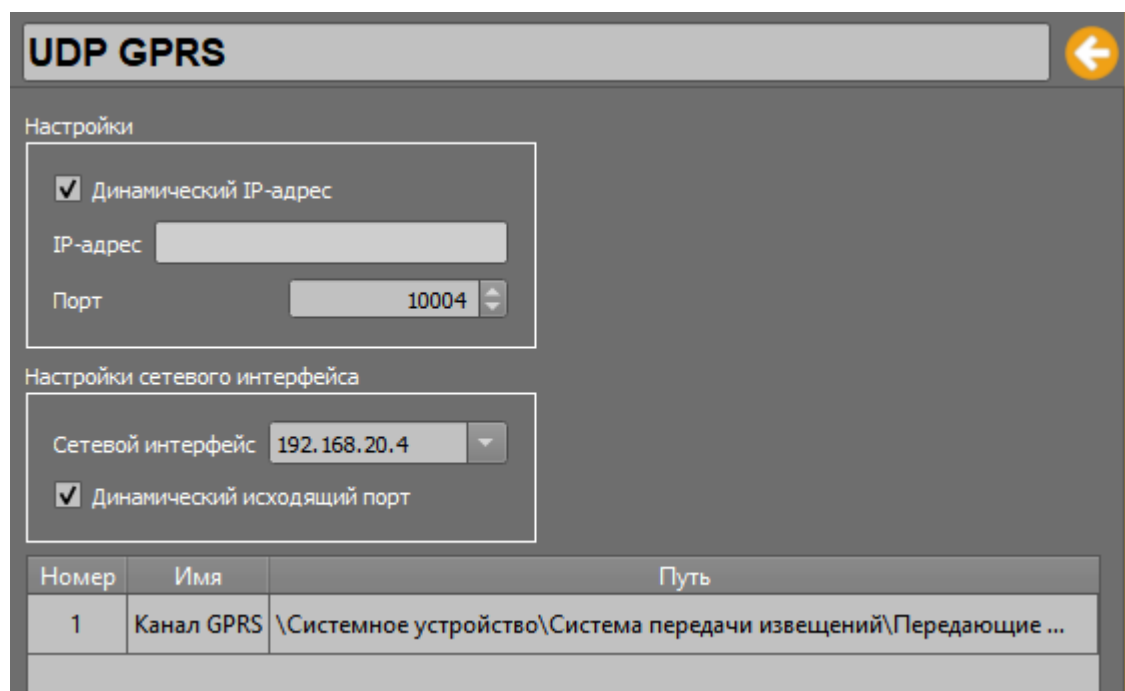 UDP GPRS
Настройки
Динамический IP-адрес
IP-адрес
Порт 10004
Настройки сетевого интерфейса
Сетевой интерфейс 192.168.20.4
Динамический исходящий порт
Номер Имя Путь
1 Канал GPRS \Системное устройство\Система передачи извещений\Передающие ...